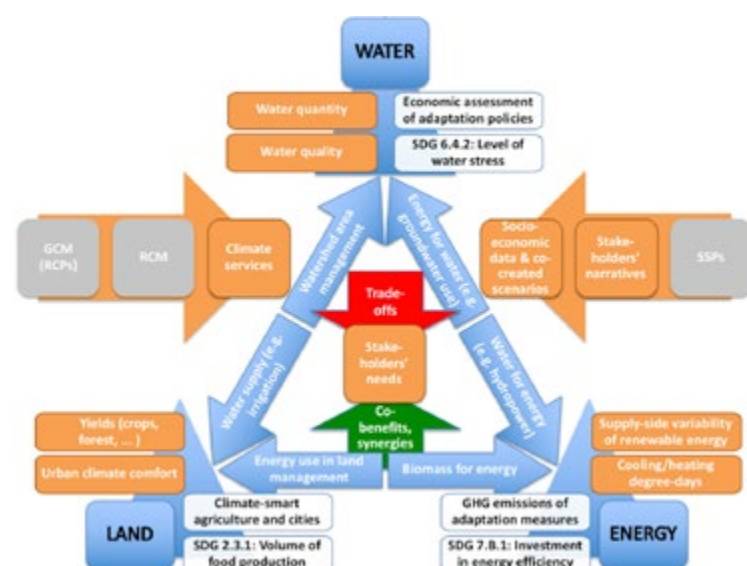 WATER
Water quantity
Economic assessment
of adaptation policies
Water quality
SDG 6.4.2: Level of
water stress
GCM
(RCPs)
RCM
Climate
services
Watershed area
management
Energy for water (e.g.
groundwater use)
Socio-
economic
data & co-
created
scenarios
Stake-
holders'
narratives
SSPs
Trade-
offs
Stake-
holders'
needs
Co-
benefits,
synergies
Water supply (e.g.
irrigation)
Water for energy
(e.g. hydropower)
Yields (crops,
forest, ... )
Urban climate comfort
Energy use in land
management
Biomass for energy
Supply-side variability
of renewable energy
Cooling/heating
degree-days
LAND
Climate-smart
agriculture and cities
SDG 2.3.1: Volume of
food production
GHG emissions of
adaptation measures
SDG 7.B.1: Investment
in energy efficiency
ENERGY